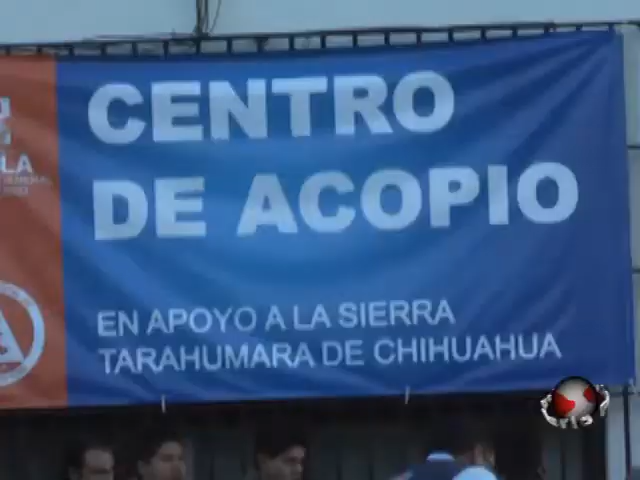 CENTRO
DE ACOPIO
EN APOYO A LA SIERRA
TARAHUMARA DE CHIHUAHUA